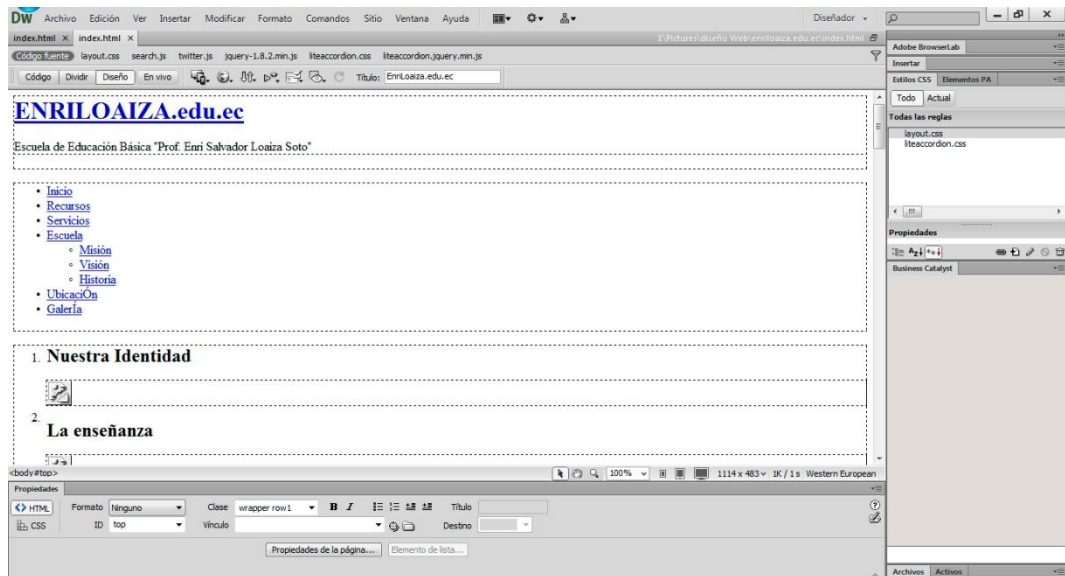 DW Archivo Edición Ver Insertar Modificar Formato Comandos Sitio Ventana Ayuda Diseñador
index.html × index.html ×
Código fuente layout.css search.js twitter.js jquery-1.8.2.min.js liteaccordion.css liteaccordion.jquery.min.js
Código Dividir Diseño En vivo Título: EnriLoaiza.edu.ec
ENRILOAIZA.edu.ec
Escuela de Educación Básica "Prof. Enri Salvador Loaiza Soto"
• Inicio
• Recursos
• Servicios
• Escuela
◦ Misión
◦ Visión
◦ Historia
• UbicaciÓn
• GalerÍa
1. Nuestra Identidad
2.
La enseñanza
<body#top> 100% 1114 x 483 1K / 1 s Western European
Propiedades
HTML Formato Ninguno Clase wrapper row1 B I Título
CSS ID top Vínculo Destino
Propiedades de la página... Elemento de lista...
Adobe BrowserLab
Insertar
Estilos CSS Elementos PA
Todo Actual
Todas las reglas
layout.css
liteaccordion.css
Propiedades
Business Catalyst
Archivos Activos